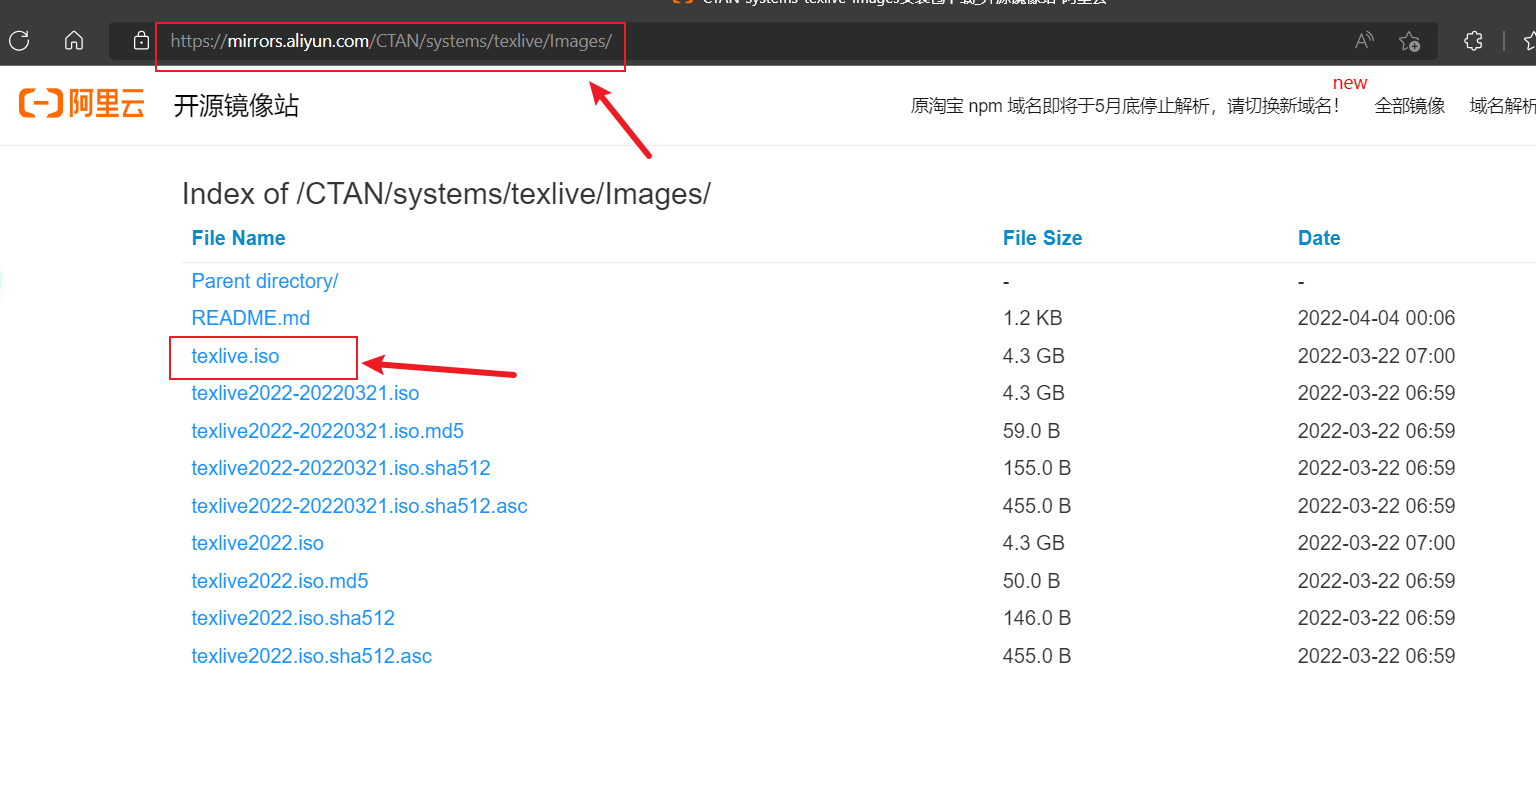 https://mirrors.aliyun.com/CTAN/systems/texlive/Images/
阿里云 开源镜像站 原淘宝 npm 域名即将于5月底停止解析，请切换新域名！ new 全部镜像 域名解析
Index of /CTAN/systems/texlive/Images/
File Name File Size Date
Parent directory/ - -
README.md 1.2 KB 2022-04-04 00:06
texlive.iso 4.3 GB 2022-03-22 07:00
texlive2022-20220321.iso 4.3 GB 2022-03-22 06:59
texlive2022-20220321.iso.md5 59.0 B 2022-03-22 06:59
texlive2022-20220321.iso.sha512 155.0 B 2022-03-22 06:59
texlive2022-20220321.iso.sha512.asc 455.0 B 2022-03-22 06:59
texlive2022.iso 4.3 GB 2022-03-22 07:00
texlive2022.iso.md5 50.0 B 2022-03-22 06:59
texlive2022.iso.sha512 146.0 B 2022-03-22 06:59
texlive2022.iso.sha512.asc 455.0 B 2022-03-22 06:59